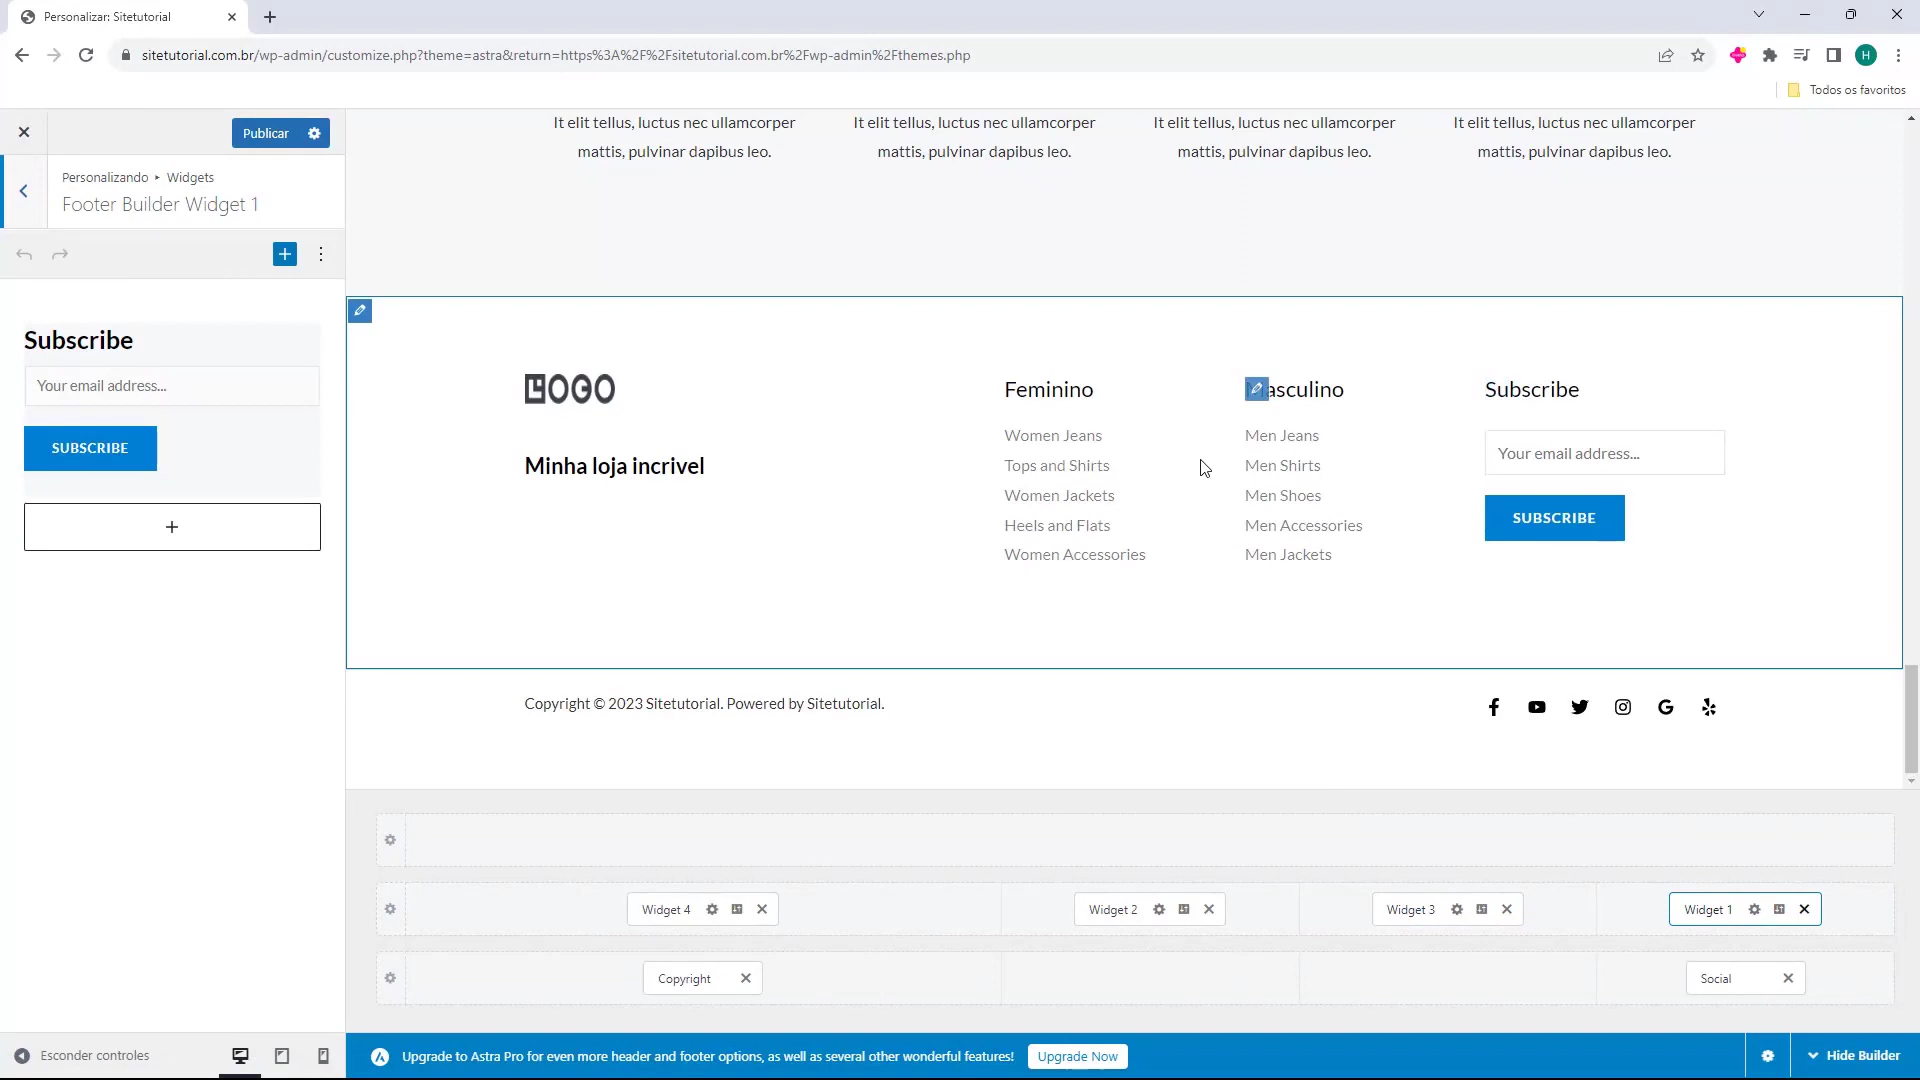 Personalizar: Sitetutorial
sitetutorial.com.br/wp-admin/customize.php?theme=astra&return=https%3A%2F%2Fsitetutorial.com.br%2Fwp-admin%2Fthemes.php
H
Todos os favoritos
Publicar
Personalizando ▸ Widgets
Footer Builder Widget 1
Subscribe
Your email address...
SUBSCRIBE
It elit tellus, luctus nec ullamcorper
mattis, pulvinar dapibus leo.
It elit tellus, luctus nec ullamcorper
mattis, pulvinar dapibus leo.
It elit tellus, luctus nec ullamcorper
mattis, pulvinar dapibus leo.
It elit tellus, luctus nec ullamcorper
mattis, pulvinar dapibus leo.
LOGO
Minha loja incrivel
Feminino
Women Jeans
Tops and Shirts
Women Jackets
Heels and Flats
Women Accessories
Masculino
Men Jeans
Men Shirts
Men Shoes
Men Accessories
Men Jackets
Subscribe
Your email address...
SUBSCRIBE
Copyright © 2023 Sitetutorial. Powered by Sitetutorial.
Widget 4
Widget 2
Widget 3
Widget 1
Copyright
Social
Esconder controles
Upgrade to Astra Pro for even more header and footer options, as well as several other wonderful features!
Upgrade Now
Hide Builder